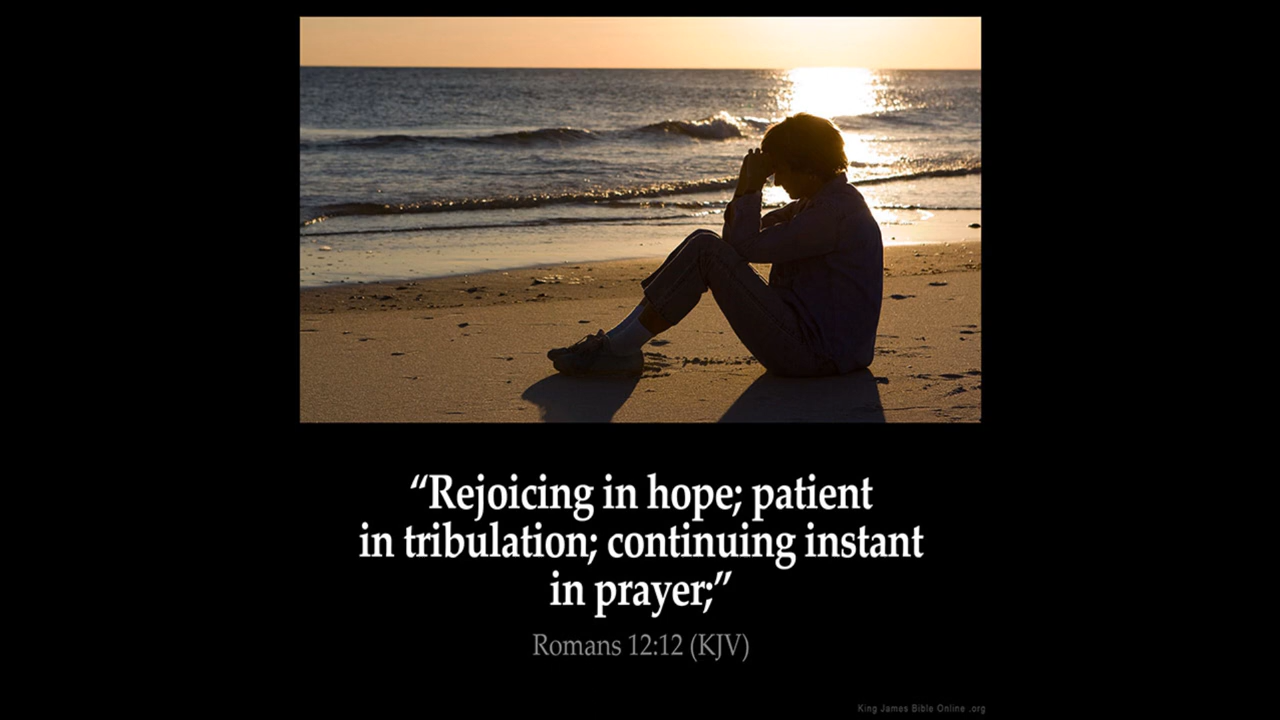 “Rejoicing in hope; patient
in tribulation; continuing instant
in prayer;”
Romans 12:12 (KJV)
King James Bible Online .org